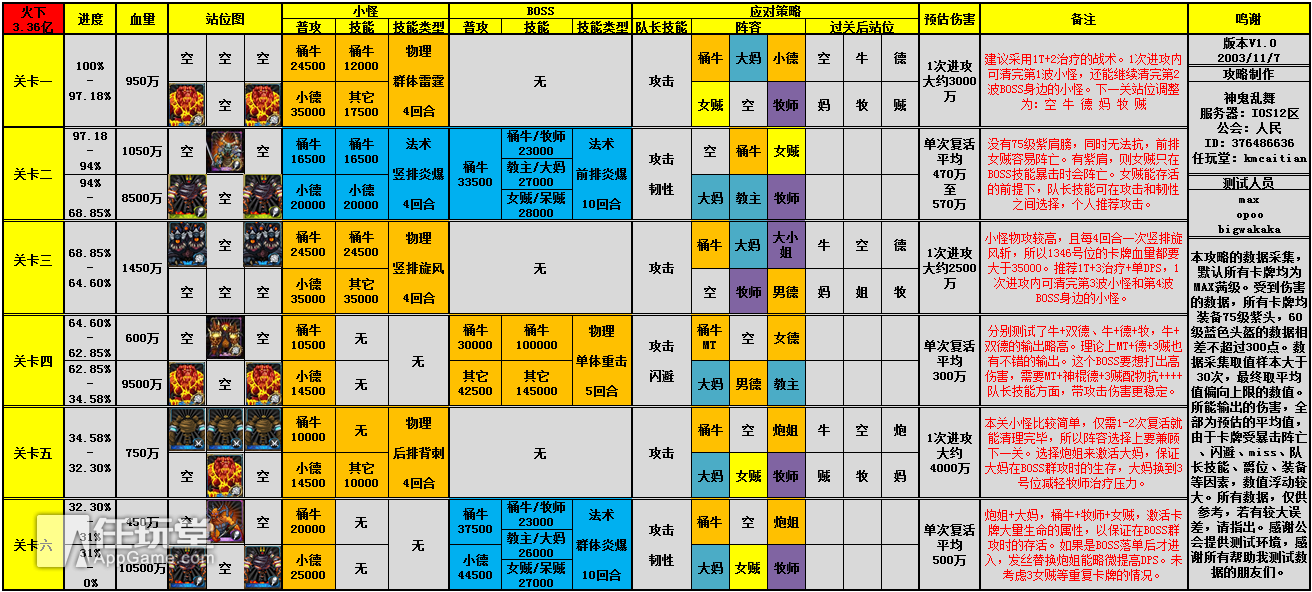 火下
3.36亿
进度 血量 站位图 小怪 BOSS 应对策略 预估伤害 备注 鸣谢
普攻 技能 技能类型 普攻 技能 技能类型 队长技能 阵容 过关后站位
关卡一
100%
-
97.18%
950万
空 空 空
空
桶牛
24500
桶牛
12000
小德
35000
其它
17500
物理
群体雷霆
4回合
无
攻击
桶牛 大妈 小德
女贼 空 牧师
空 牛 德
妈 牧 贼
1次进攻
大约3000
万
建议采用1T+2治疗的战术。1次进攻内
可清完第1波小怪，还能继续清完第2
波BOSS身边的小怪。下一关站位调整
为：空 牛 德 妈 牧 贼
关卡二
97.18
-
94%
94%
-
68.85%
1050万
8500万
空 空
空
桶牛
16500
桶牛
16500
小德
20000
小德
20000
法术
竖排炎爆
4回合
桶牛
33500
桶牛/牧师
23000
教主/大妈
27000
女贼/呆贼
28000
法术
前排炎爆
10回合
攻击
韧性
空 桶牛 女贼
大妈 教主 牧师
单次复活
平均
470万
至
570万
没有75级紫肩膀，同时无法抗，前排
女贼容易阵亡。有紫肩，则女贼只在
BOSS技能暴击时会阵亡。女贼能存活
的前提下，队长技能可在攻击和韧性
之间选择，个人推荐攻击。
关卡三
68.85%
-
64.60%
1450万
空
空 空 空
桶牛
24500
桶牛
24500
小德
35000
其它
35000
物理
竖排旋风
4回合
无
攻击
桶牛 大妈 大小姐
空 牧师 男德
牛 空 德
妈 姐 牧
1次进攻
大约2500
万
小怪物攻较高，且每4回合一次竖排旋
风斩，所以1346号位的卡牌血量都要
大于35000。推荐1T+3治疗+单DPS，1
次进攻内可清完第3波小怪和第4波
BOSS身边的小怪。
关卡四
64.60%
-
62.85%
62.85%
-
34.58%
600万
9500万
空 空
空
桶牛
10500
无
小德
14500
无
无
桶牛
30000
桶牛
100000
其它
42500
其它
145000
物理
单体重击
5回合
攻击
闪避
桶牛
MT 空 女德
大妈 男德 教主
单次复活
平均
300万
分别测试了牛+双德、牛+德+牧，牛+
双德的输出略高。理论上MT+德+3贼也
有不错的输出。这个BOSS要想打出高
伤害，需要MT+神棍德+3贼配物抗++++
队长技能方面，带攻击伤害更稳定。
关卡五
34.58%
-
32.30%
750万
空 空
桶牛
10000
无
小德
14500
其它
10000
物理
后排背刺
4回合
无
攻击
桶牛 空 炮姐
大妈 女贼 牧师
牛 空 炮
贼 牧 妈
1次进攻
大约
4000万
本关小怪比较简单，仅需1-2次复活就
能清理完毕，所以阵容选择上要兼顾
下一关。选择炮姐来激活大妈，保证
大妈在BOSS群攻时的生存，大妈换到3
号位减轻牧师治疗压力。
关卡六
32.30%
-
31%
31%
-
0%
450万
10500万
空 空
空
桶牛
20000
无
小德
25000
无
无
桶牛
37500
小德
44500
桶牛/牧师
23000
教主/大妈
26000
女贼/呆贼
27000
法术
群体炎爆
10回合
攻击
韧性
桶牛 空 炮姐
大妈 女贼 牧师
单次复活
平均
500万
炮姐+大妈，桶牛+牧师+女贼，激活卡
牌大量生命的属性，以保证在BOSS群
攻时的存活。如果是BOSS落单后才进
入，发丝替换炮姐能略微提高DPS。未
考虑3女贼等重复卡牌的情况。
版本V1.0
2003/11/7
攻略制作
神鬼乱舞
服务器：IOS12区
公会：人民
ID：376486636
任玩堂：kmcaitian
测试人员
max
opoo
bigwakaka
本攻略的数据采集，
默认所有卡牌均为
MAX满级。受到伤害
的数据，所有卡牌均
装备75级紫头，60
级蓝色头盔的数据相
差不超过300点。数
据采集取值样本大于
30次，最终取平均
值偏向上限的数值。
所能输出的伤害，全
部为预估的平均值，
由于卡牌受暴击阵亡
、闪避、miss、队
长技能、爵位、装备
等因素，数值浮动较
大。所有数据，仅供
参考，若有较大误
差，请指出。感谢公
会提供测试环境，感
谢所有帮助我测试数
据的朋友们。
任玩堂
AppGame.com